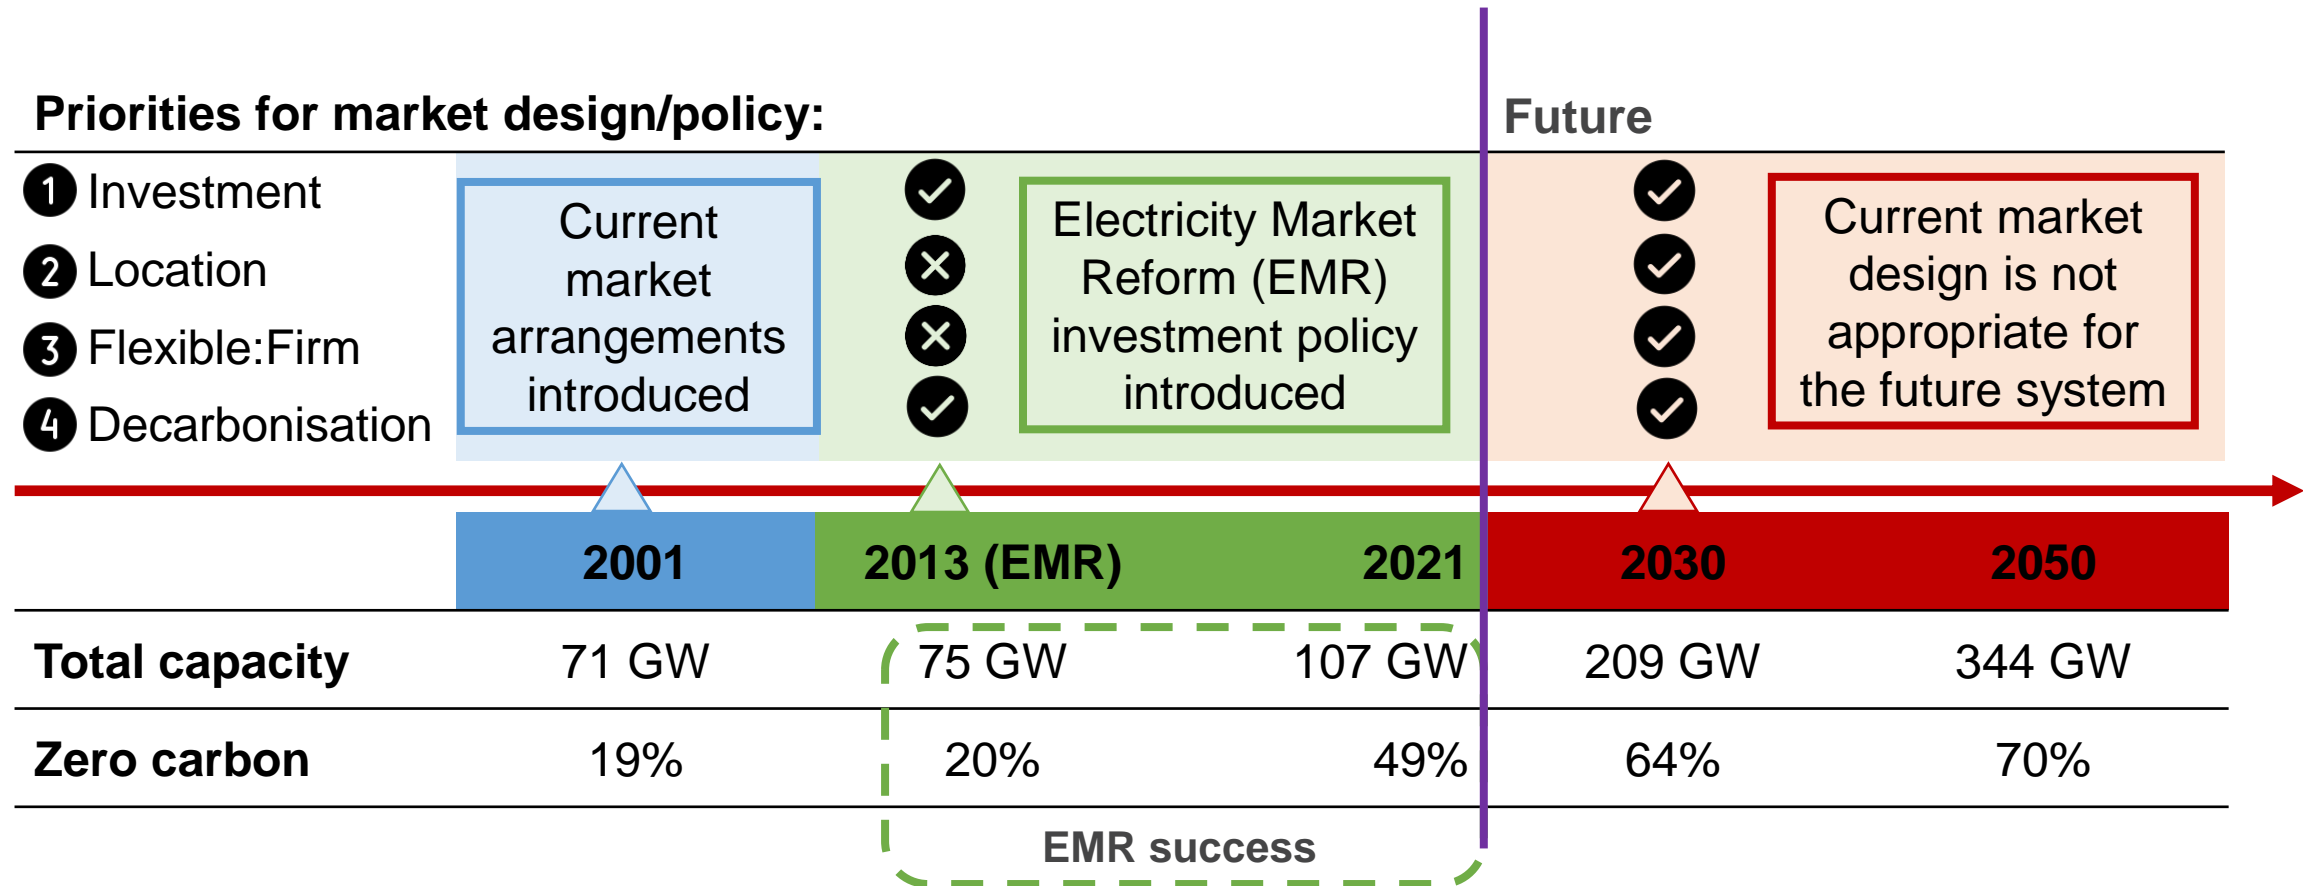 Priorities for market design/policy:
Future
1 Investment
2 Location
3 Flexible:Firm
4 Decarbonisation
Current
market
arrangements
introduced
Electricity Market
Reform (EMR)
investment policy
introduced
Current market
design is not
appropriate for
the future system
2001 2013 (EMR) 2021 2030 2050
Total capacity 71 GW 75 GW 107 GW 209 GW 344 GW
Zero carbon 19% 20% 49% 64% 70%
EMR success